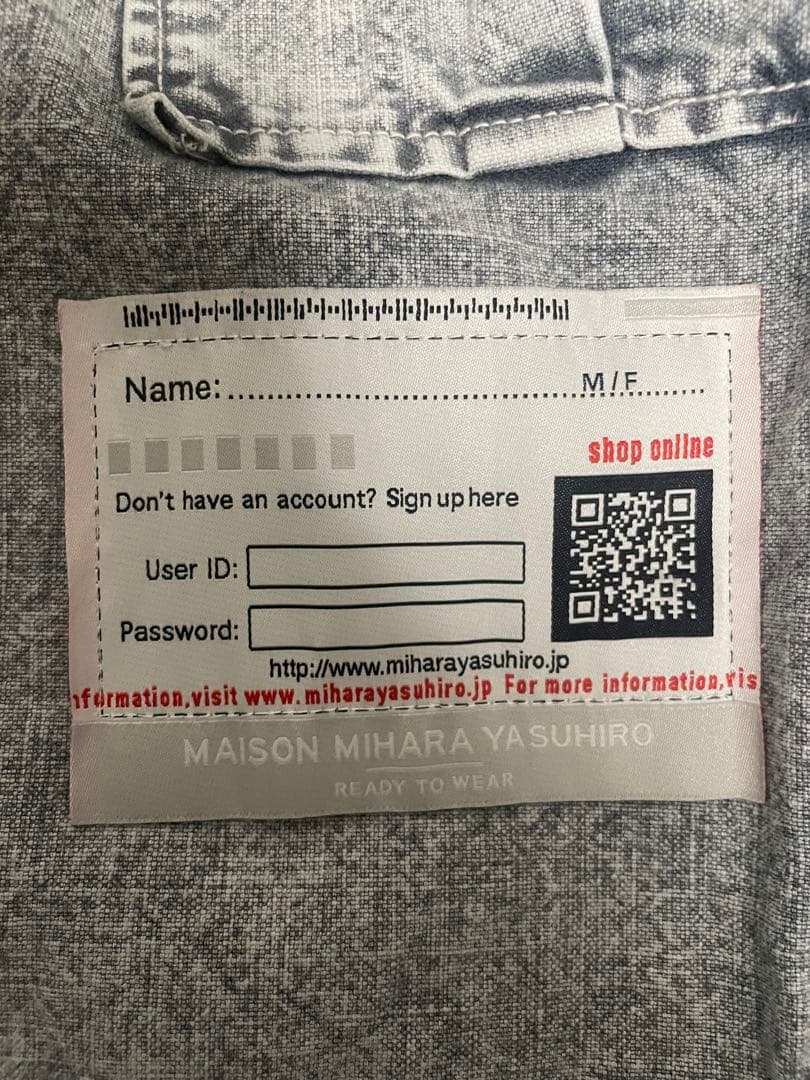 Name:........................................M/F........
shop online
Don't have an account? Sign up here
User ID:
Password:
http://www.miharayasuhiro.jp
nformation,visit www.miharayasuhiro.jp For more information,vis
MAISON MIHARA YASUHIRO
READY TO WEAR